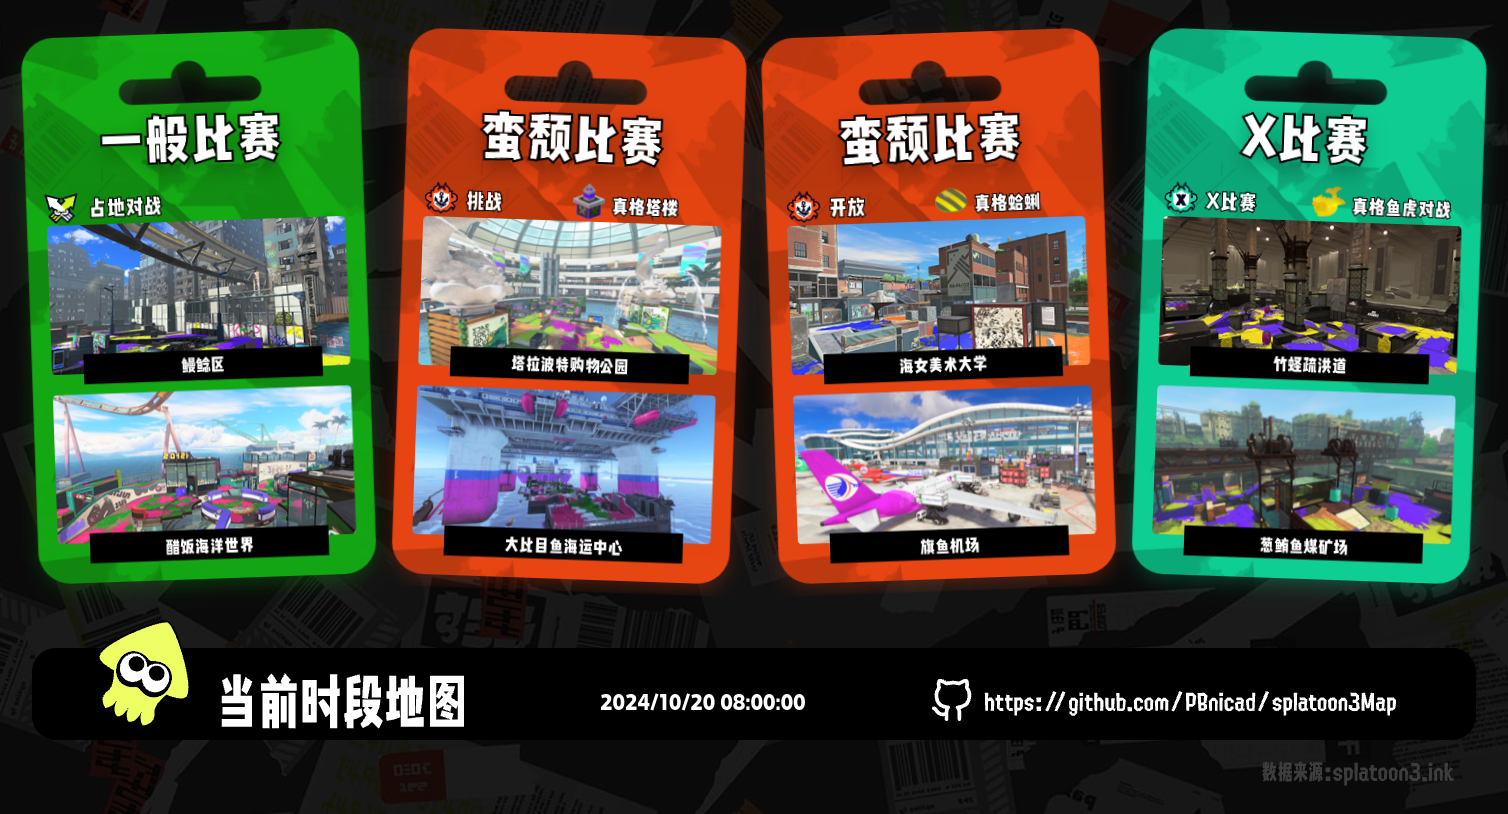 一般比赛
占地对战
鳗鲶区
醋饭海洋世界
蛮颓比赛
挑战
真格塔楼
塔拉波特购物公园
大比目鱼海运中心
蛮颓比赛
开放
真格蛤蜊
海女美术大学
旗鱼机场
X比赛
X比赛
真格鱼虎对战
竹蛏疏洪道
葱鲔鱼煤矿场
当前时段地图
2024/10/20 08:00:00
https://github.com/PBnicad/splatoon3Map
数据来源:splatoon3.ink